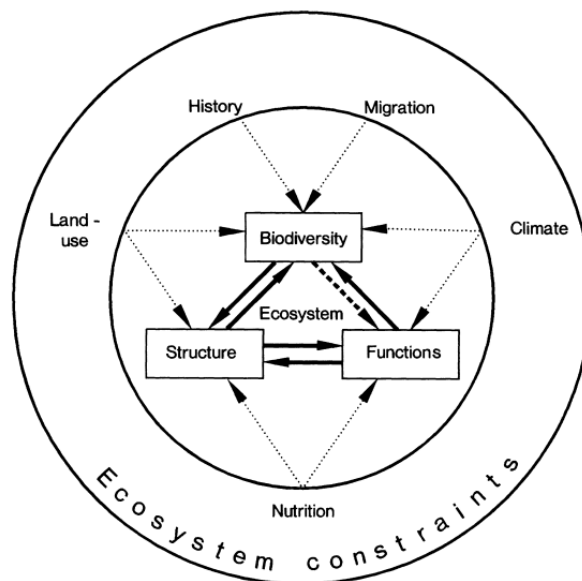 History
Migration
Land -
use
Climate
Biodiversity
Ecosystem
Structure
Functions
Nutrition
Ecosystem constraints